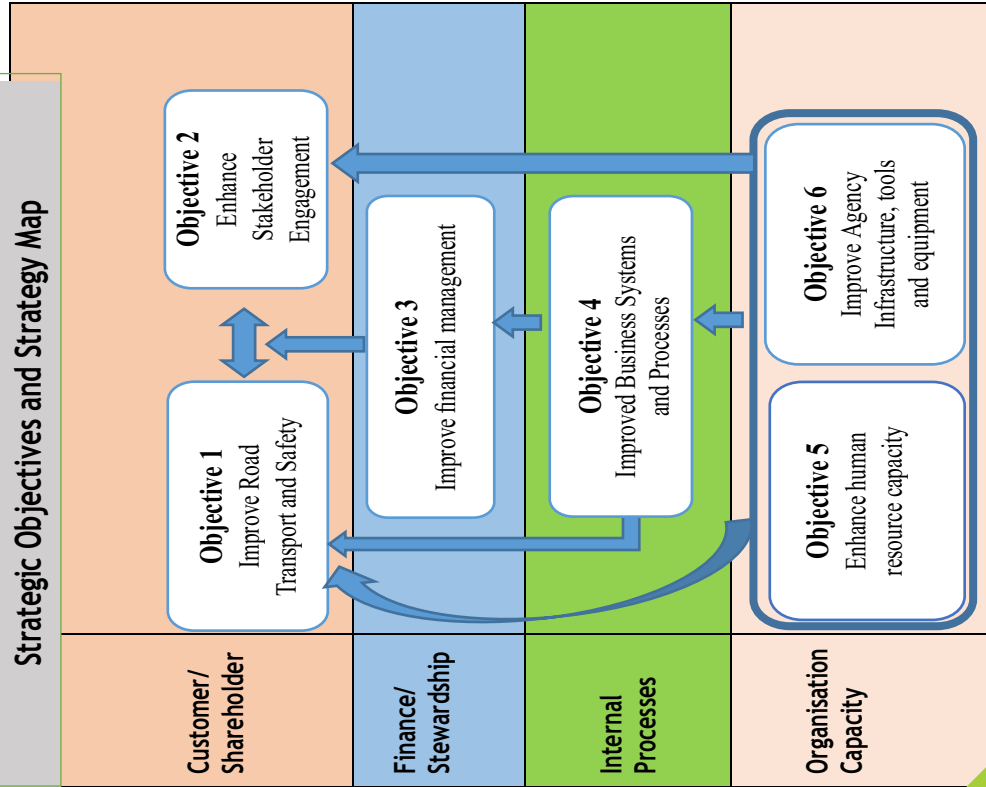 Strategic Objectives and Strategy Map
Customer/
Shareholder
Objective 1
Improve Road
Transport and Safety
Objective 2
Enhance
Stakeholder
Engagement
Finance/
Stewardship
Objective 3
Improve financial management
Internal
Processes
Objective 4
Improved Business Systems
and Processes
Organisation
Capacity
Objective 5
Enhance human
resource capacity
Objective 6
Improve Agency
Infrastructure, tools
and equipment